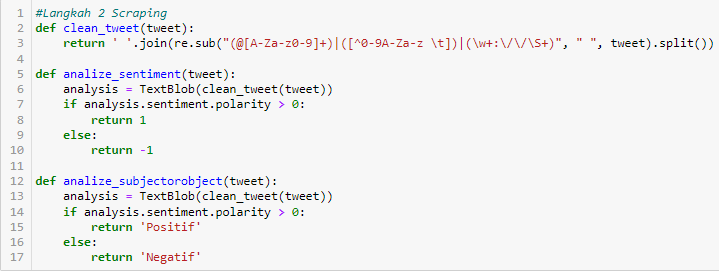 1 #Langkah 2 Scraping
2 def clean_tweet(tweet):
3 return ' '.join(re.sub("(@[A-Za-z0-9]+)|([^0-9A-Za-z \t])|(\w+:\/\/\S+)", " ", tweet).split())
4
5 def analize_sentiment(tweet):
6 analysis = TextBlob(clean_tweet(tweet))
7 if analysis.sentiment.polarity > 0:
8 return 1
9 else:
10 return -1
11
12 def analize_subjectorobject(tweet):
13 analysis = TextBlob(clean_tweet(tweet))
14 if analysis.sentiment.polarity > 0:
15 return 'Positif'
16 else:
17 return 'Negatif'